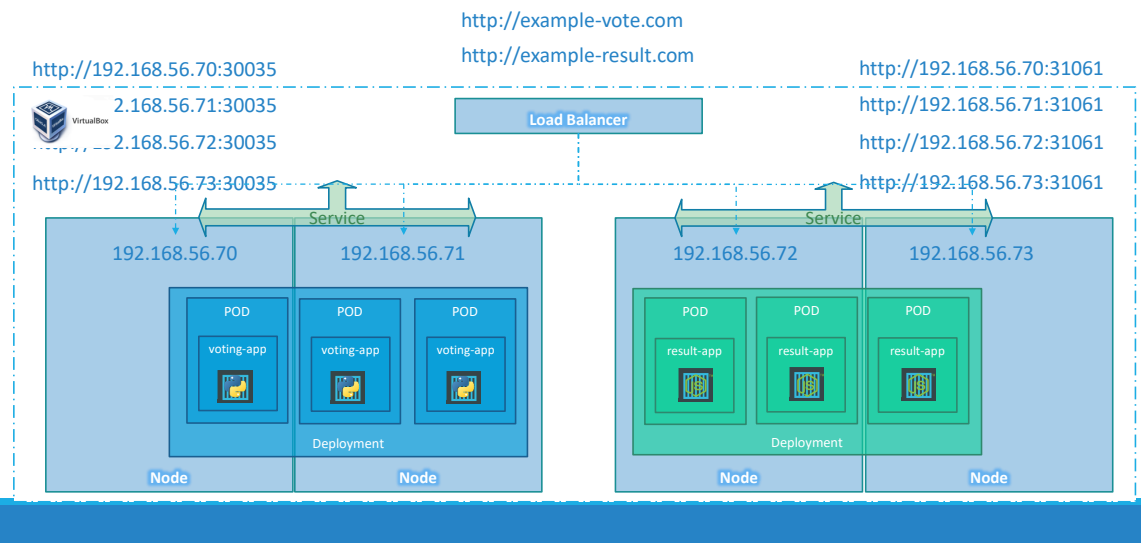 http://example-vote.com
http://example-result.com
http://192.168.56.70:30035
2.168.56.71:30035
2.168.56.72:30035
http://192.168.56.73:30035
VirtualBox
Load Balancer
http://192.168.56.70:31061
http://192.168.56.71:31061
http://192.168.56.72:31061
http://192.168.56.73:31061
Service
Service
192.168.56.70
192.168.56.71
192.168.56.72
192.168.56.73
POD
POD
POD
voting-app
voting-app
voting-app
Deployment
POD
POD
POD
result-app
result-app
result-app
JS
JS
JS
Deployment
Node
Node
Node
Node